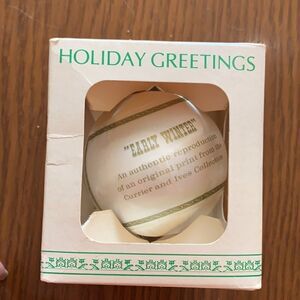 HOLIDAY GREETINGS
"EARLY WINTER"
An authentic reproduction
of an original print from the
Currier and Ives Collection